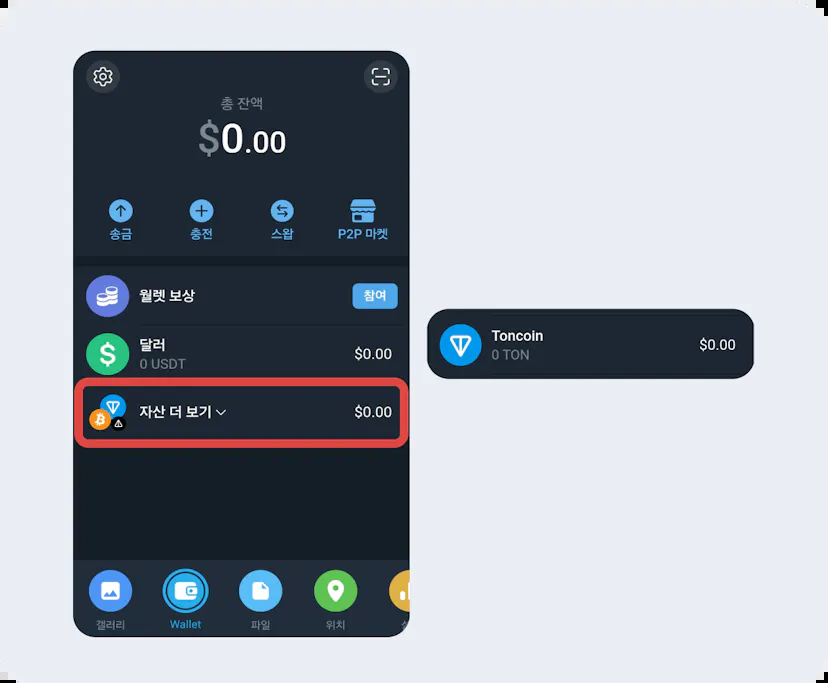 총 잔액
$0.00
송금
충전
스왑
P2P 마켓
월렛 보상
참여
달러
0 USDT
$0.00
자산 더 보기
$0.00
Toncoin
0 TON
$0.00
갤러리
Wallet
파일
위치